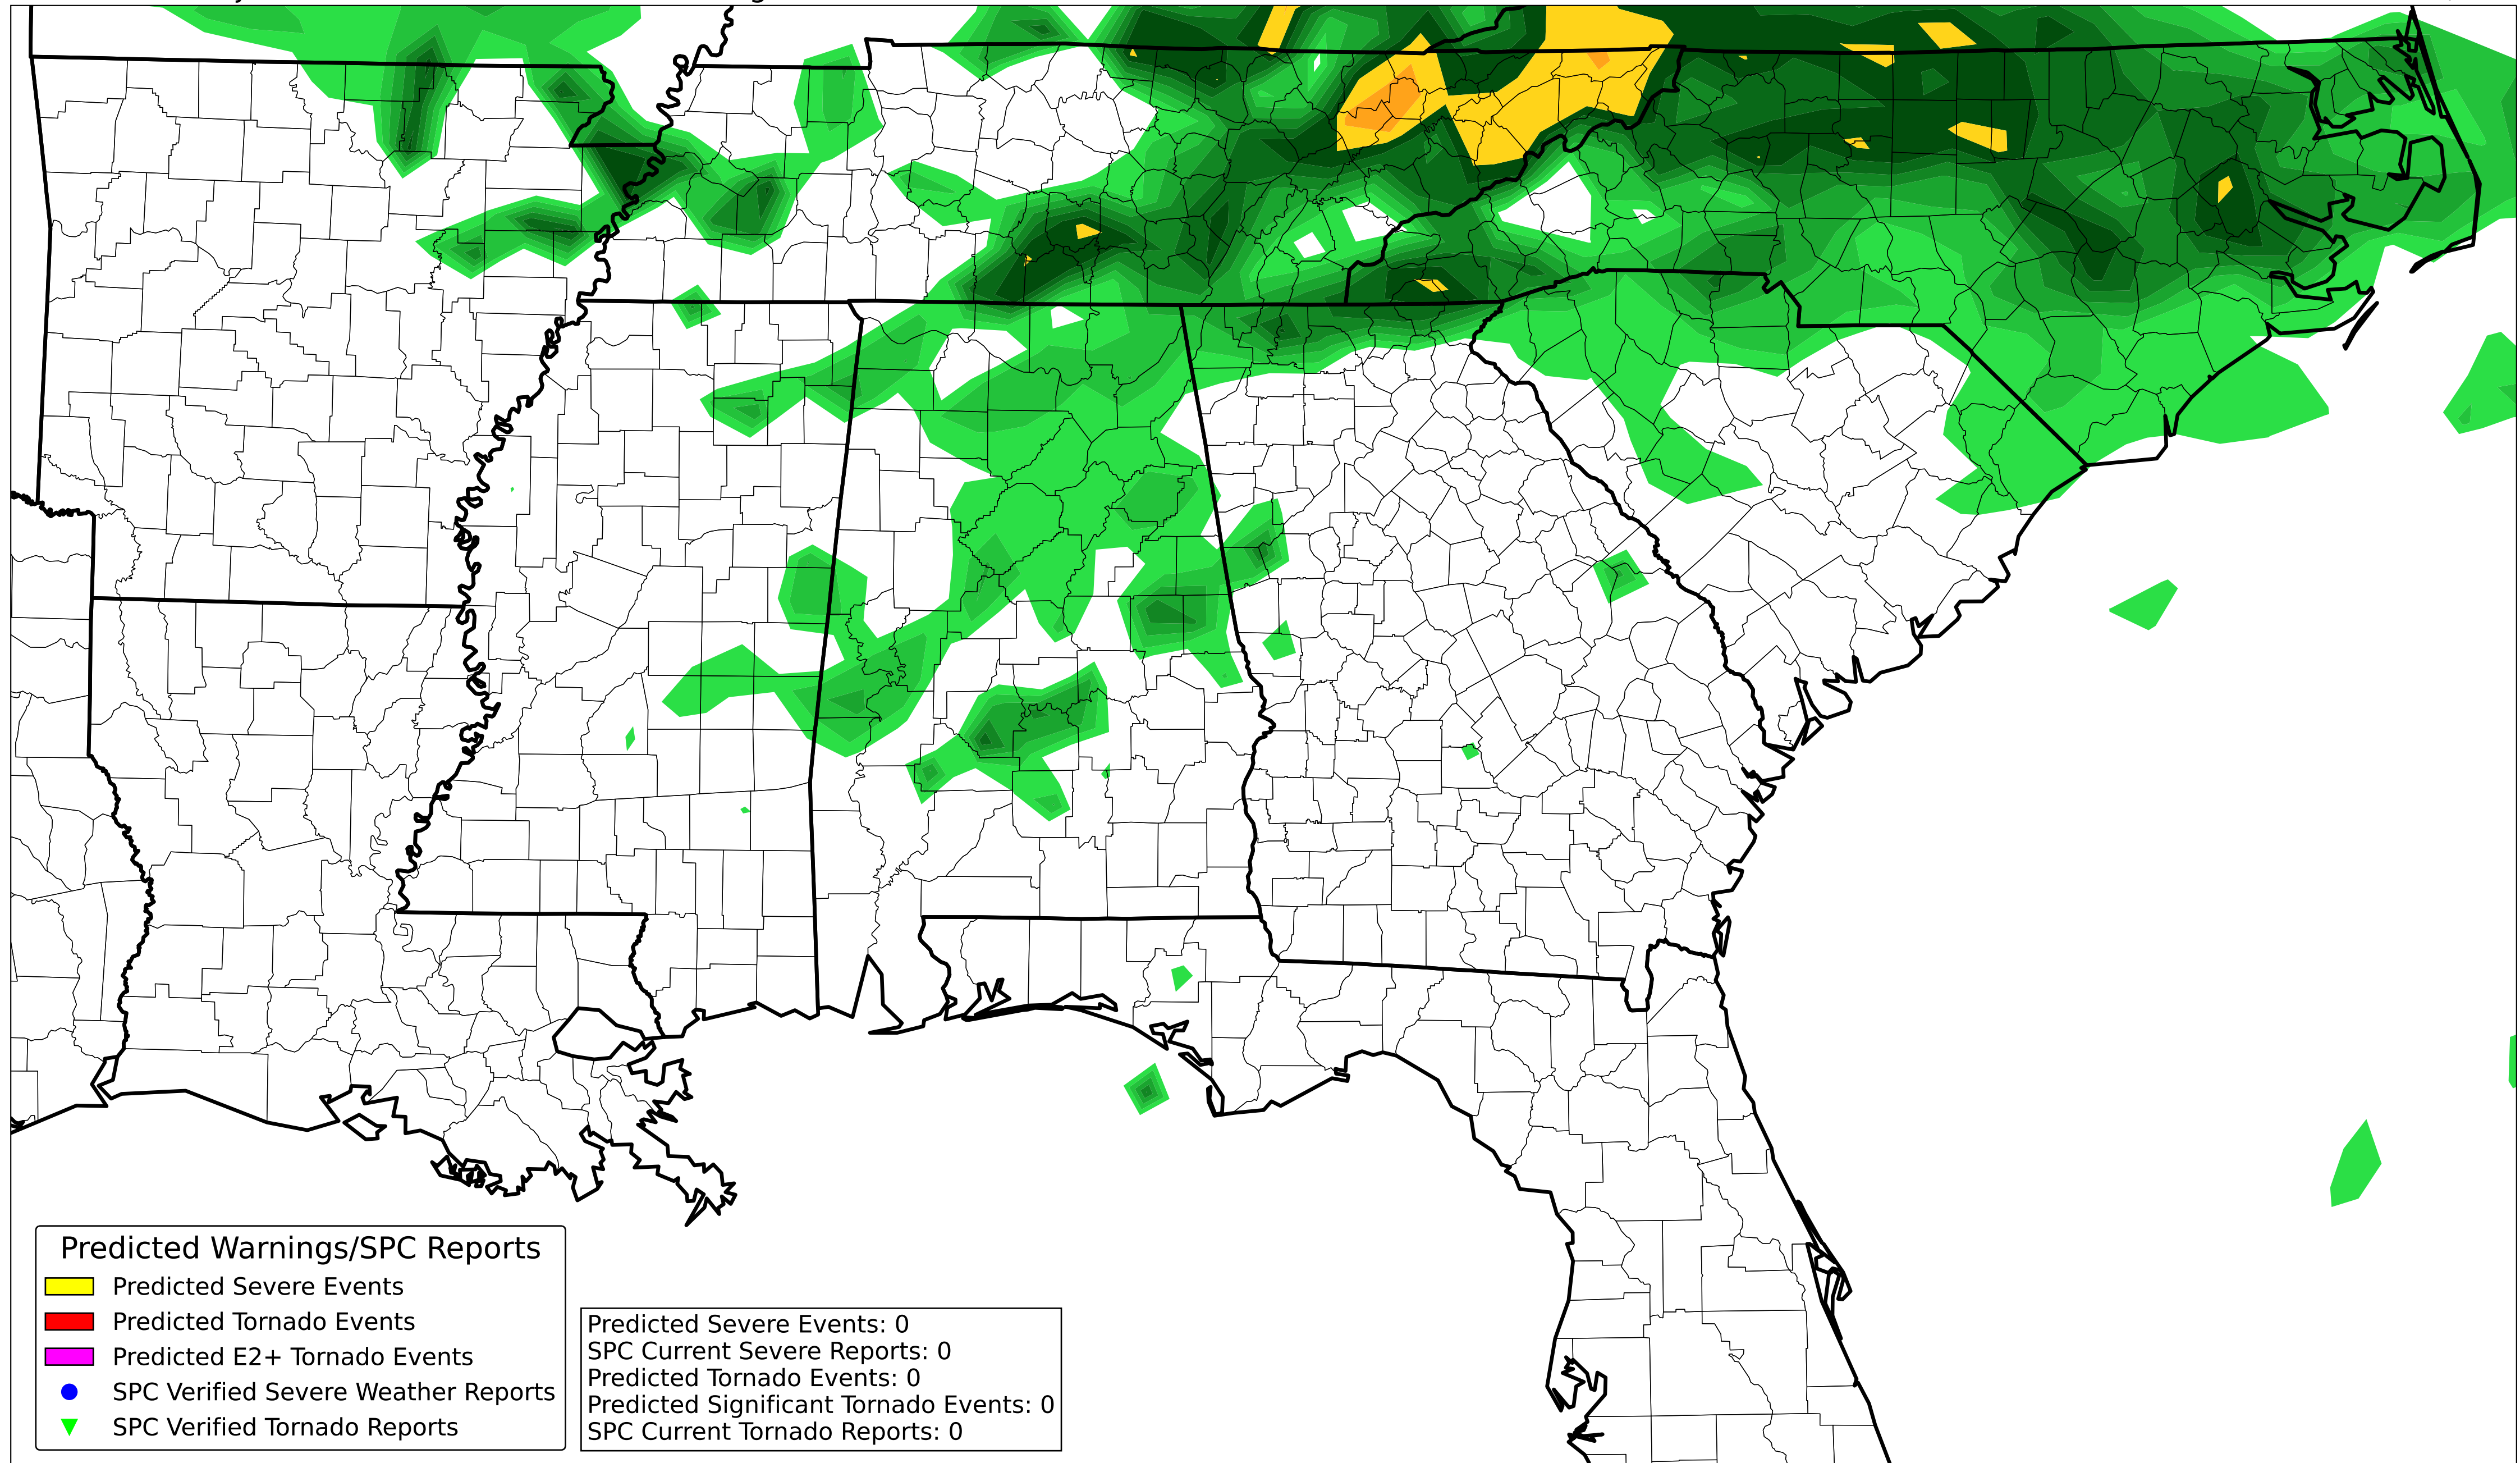 Predicted Warnings/SPC Reports
Predicted Severe Events
Predicted Tornado Events
Predicted E2+ Tornado Events
SPC Verified Severe Weather Reports
SPC Verified Tornado Reports
Predicted Severe Events: 0
SPC Current Severe Reports: 0
Predicted Tornado Events: 0
Predicted Significant Tornado Events: 0
SPC Current Tornado Reports: 0